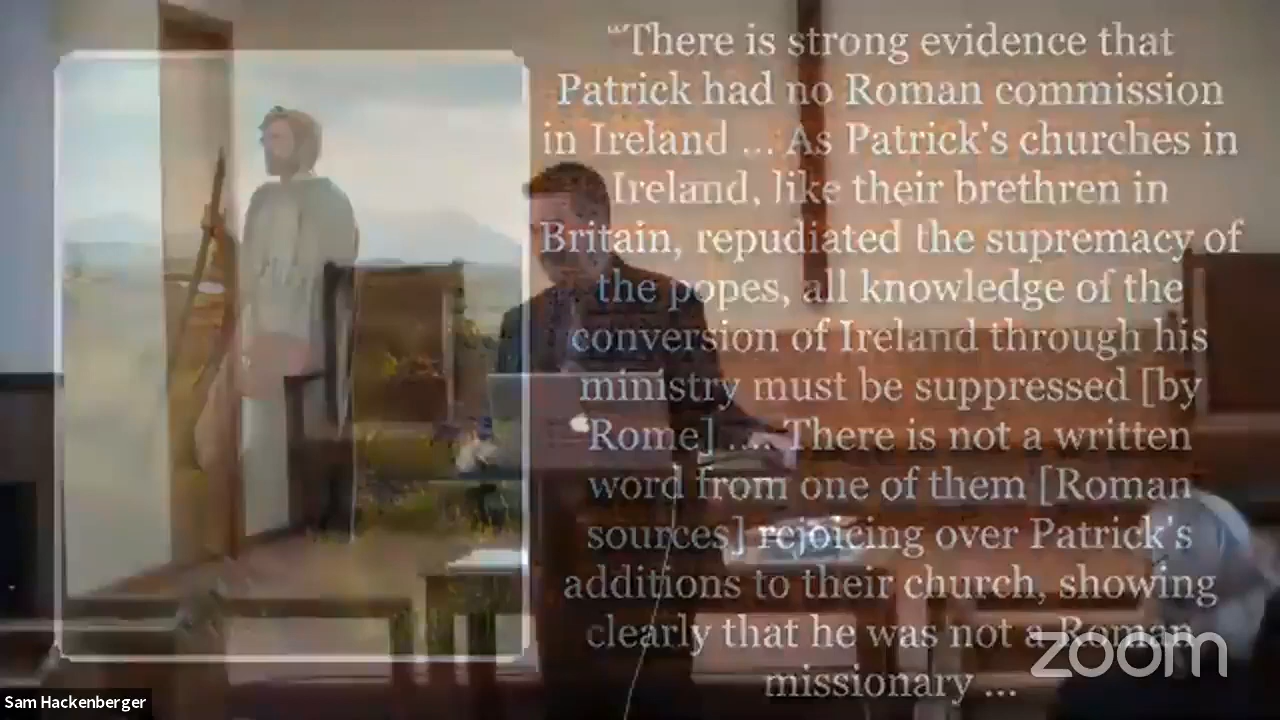 “There is strong evidence that
Patrick had no Roman commission
in Ireland ... As Patrick's churches in
Ireland, like their brethren in
Britain, repudiated the supremacy of
the popes, all knowledge of the
conversion of Ireland through his
ministry must be suppressed [by
Rome] .... There is not a written
word from one of them [Roman
sources] rejoicing over Patrick's
additions to their church, showing
clearly that he was not a Roman
missionary ...
zoom
Sam Hackenberger